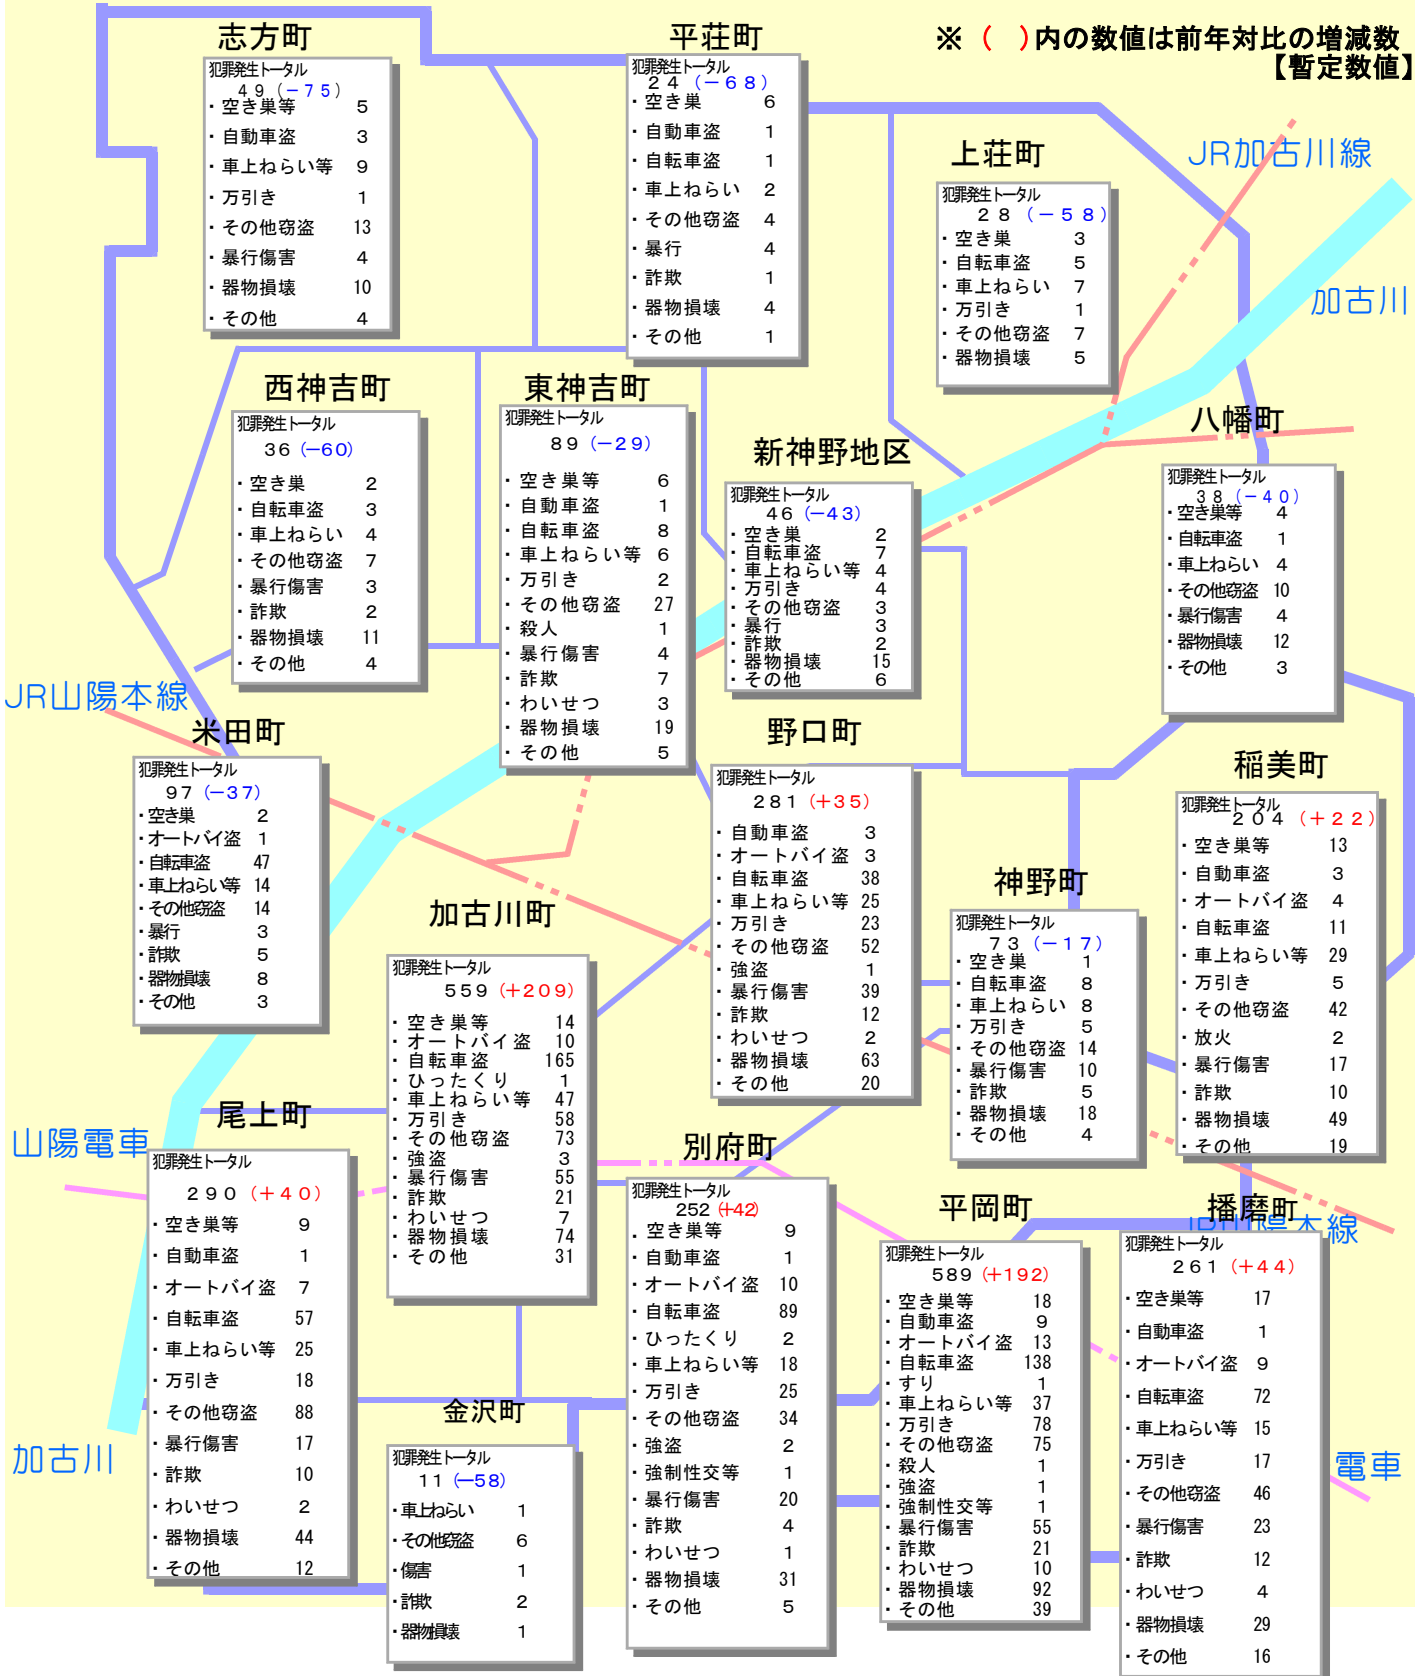 ※（　）内の数値は前年対比の増減数
【暫定数値】
志方町
犯罪発生トータル
４９（－７５）
・空き巣等 5
・自動車盗 3
・車上ねらい等 9
・万引き 1
・その他窃盗 13
・暴行傷害 4
・器物損壊 10
・その他 4
平荘町
犯罪発生トータル
２４（－６８）
・空き巣 6
・自動車盗 1
・自転車盗 1
・車上ねらい 2
・その他窃盗 4
・暴行 4
・詐欺 1
・器物損壊 4
・その他 1
上荘町
犯罪発生トータル
２８（－５８）
・空き巣 3
・自転車盗 5
・車上ねらい 7
・万引き 1
・その他窃盗 7
・器物損壊 5
JR加古川線
加古川
西神吉町
犯罪発生トータル
３６（－６０）
・空き巣 2
・自転車盗 3
・車上ねらい 4
・その他窃盗 7
・暴行傷害 3
・詐欺 2
・器物損壊 11
・その他 4
東神吉町
犯罪発生トータル
８９（－２９）
・空き巣等 6
・自動車盗 1
・自転車盗 8
・車上ねらい等 6
・万引き 2
・その他窃盗 27
・殺人 1
・暴行傷害 4
・詐欺 7
・わいせつ 3
・器物損壊 19
・その他 5
新神野地区
犯罪発生トータル
４６（－４３）
・空き巣 2
・自転車盗 7
・車上ねらい等 4
・万引き 4
・その他窃盗 3
・暴行 3
・詐欺 2
・器物損壊 15
・その他 6
八幡町
犯罪発生トータル
３８（－４０）
・空き巣等 4
・自転車盗 1
・車上ねらい 4
・その他窃盗 10
・暴行傷害 4
・器物損壊 12
・その他 3
JR山陽本線
米田町
犯罪発生トータル
９７（－３７）
・空き巣 2
・オートバイ盗 1
・自転車盗 47
・車上ねらい等 14
・その他窃盗 14
・暴行 3
・詐欺 5
・器物損壊 8
・その他 3
野口町
犯罪発生トータル
２８１（＋３５）
・自動車盗 3
・オートバイ盗 3
・自転車盗 38
・車上ねらい等 25
・万引き 23
・その他窃盗 52
・強盗 1
・暴行傷害 39
・詐欺 12
・わいせつ 2
・器物損壊 63
・その他 20
稲美町
犯罪発生トータル
２０４（＋２２）
・空き巣等 13
・自動車盗 3
・オートバイ盗 4
・自転車盗 11
・車上ねらい等 29
・万引き 5
・その他窃盗 42
・放火 2
・暴行傷害 17
・詐欺 10
・器物損壊 49
・その他 19
神野町
犯罪発生トータル
７３（－１７）
・空き巣 1
・自転車盗 8
・車上ねらい 8
・万引き 5
・その他窃盗 14
・暴行傷害 10
・詐欺 5
・器物損壊 18
・その他 4
加古川町
犯罪発生トータル
５５９（＋２０９）
・空き巣等 14
・オートバイ盗 10
・自転車盗 165
・ひったくり 1
・車上ねらい等 47
・万引き 58
・その他窃盗 73
・強盗 3
・暴行傷害 55
・詐欺 21
・わいせつ 7
・器物損壊 74
・その他 31
山陽電車
尾上町
犯罪発生トータル
２９０（＋４０）
・空き巣等 9
・自動車盗 1
・オートバイ盗 7
・自転車盗 57
・車上ねらい等 25
・万引き 18
・その他窃盗 88
・暴行傷害 17
・詐欺 10
・わいせつ 2
・器物損壊 44
・その他 12
別府町
犯罪発生トータル
252（＋42）
・空き巣等 9
・自動車盗 1
・オートバイ盗 10
・自転車盗 89
・ひったくり 2
・車上ねらい等 18
・万引き 25
・その他窃盗 34
・強盗 2
・強制性交等 1
・暴行傷害 20
・詐欺 4
・わいせつ 1
・器物損壊 31
・その他 5
平岡町
犯罪発生トータル
５８９（＋１９２）
・空き巣等 18
・自動車盗 9
・オートバイ盗 13
・自転車盗 138
・すり 1
・車上ねらい等 37
・万引き 78
・その他窃盗 75
・殺人 1
・強盗 1
・強制性交等 1
・暴行傷害 55
・詐欺 21
・わいせつ 10
・器物損壊 92
・その他 39
JR山陽本線
播磨町
犯罪発生トータル
２６１（＋４４）
・空き巣等 17
・自動車盗 1
・オートバイ盗 9
・自転車盗 72
・車上ねらい等 15
・万引き 17
・その他窃盗 46
・暴行傷害 23
・詐欺 12
・わいせつ 4
・器物損壊 29
・その他 16
電車
加古川
金沢町
犯罪発生トータル
１１（－５８）
・車上ねらい 1
・その他窃盗 6
・傷害 1
・詐欺 2
・器物損壊 1